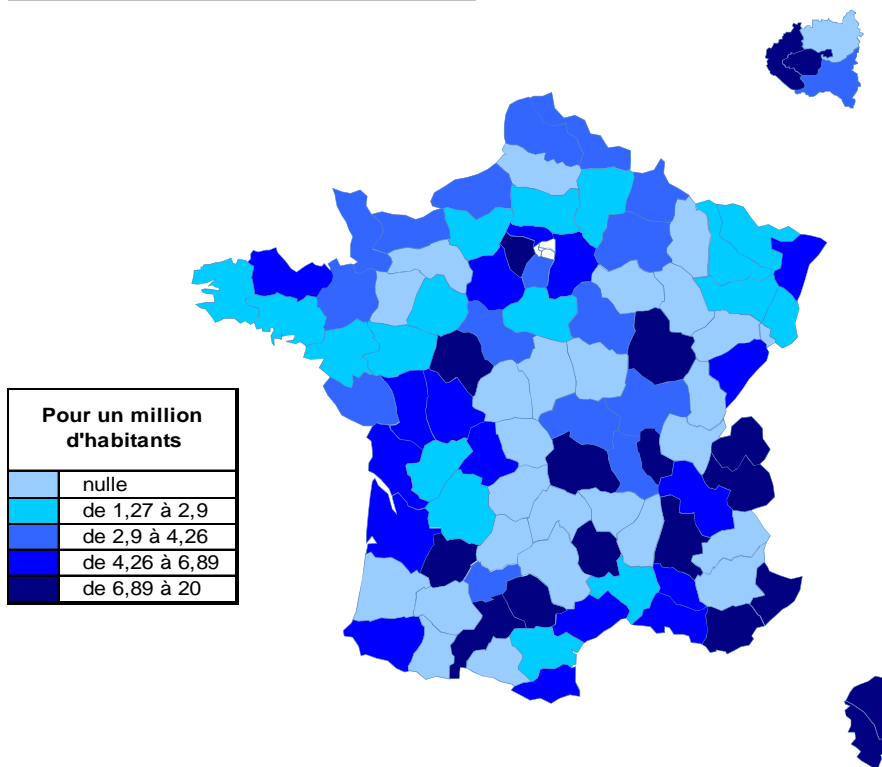 Pour un million
d'habitants
nulle
de 1,27 à 2,9
de 2,9 à 4,26
de 4,26 à 6,89
de 6,89 à 20